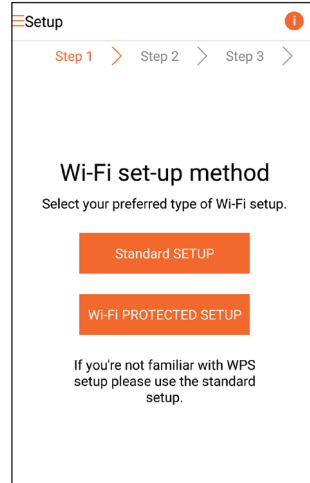 Setup
i
Step 1 Step 2 Step 3
Wi-Fi set-up method
Select your preferred type of Wi-Fi setup.
Standard SETUP
Wi-Fi PROTECTED SETUP
If you're not familiar with WPS
setup please use the standard
setup.